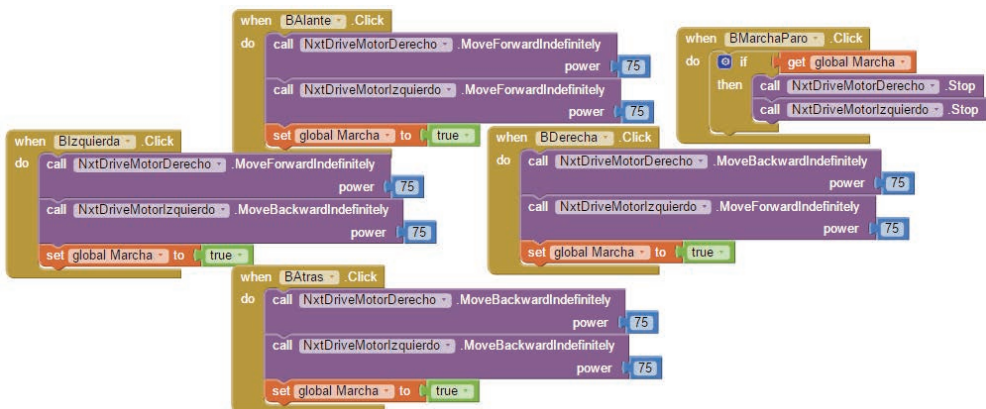 when BAlante .Click
do call NxtDriveMotorDerecho .MoveForwardIndefinitely
power 75
call NxtDriveMotorIzquierdo .MoveForwardIndefinitely
power 75
set global Marcha to true
when BMarchaParo .Click
do if get global Marcha
then call NxtDriveMotorDerecho .Stop
call NxtDriveMotorIzquierdo .Stop
when BIzquierda .Click
do call NxtDriveMotorDerecho .MoveForwardIndefinitely
power 75
call NxtDriveMotorIzquierdo .MoveBackwardIndefinitely
power 75
set global Marcha to true
when BDerecha .Click
do call NxtDriveMotorDerecho .MoveBackwardIndefinitely
power 75
call NxtDriveMotorIzquierdo .MoveForwardIndefinitely
power 75
set global Marcha to true
when BAtras .Click
do call NxtDriveMotorDerecho .MoveBackwardIndefinitely
power 75
call NxtDriveMotorIzquierdo .MoveBackwardIndefinitely
power 75
set global Marcha to true